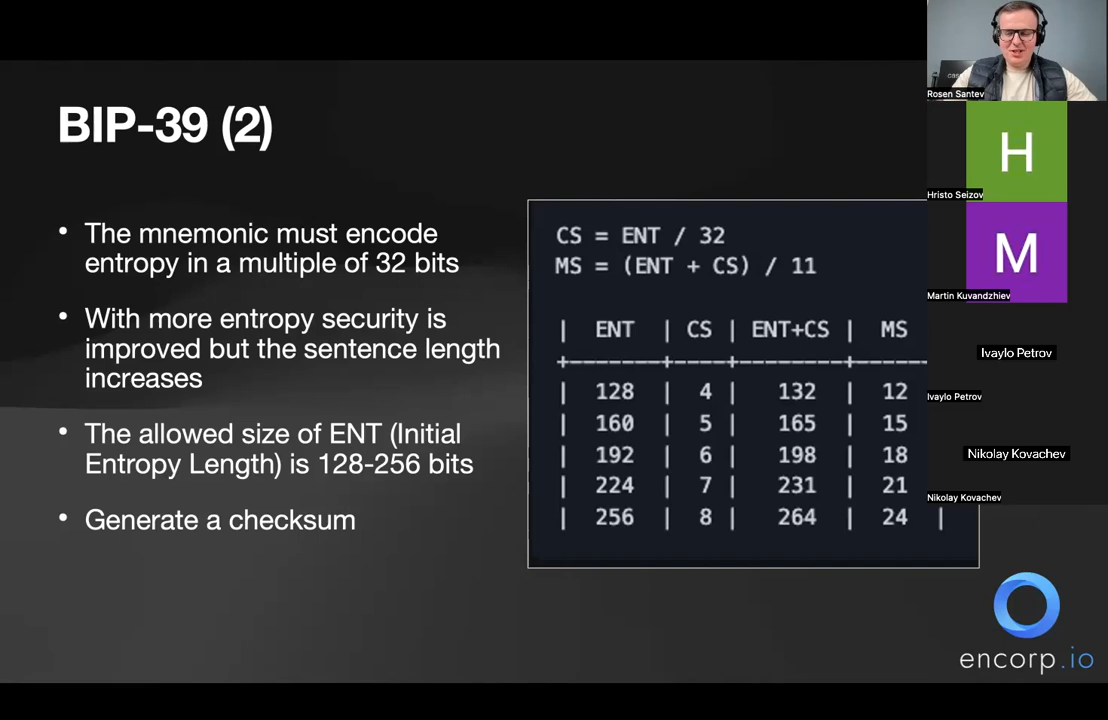 BIP-39 (2)
• The mnemonic must encode
entropy in a multiple of 32 bits
• With more entropy security is
improved but the sentence length
increases
• The allowed size of ENT (Initial
Entropy Length) is 128-256 bits
• Generate a checksum
CS = ENT / 32
MS = (ENT + CS) / 11
| ENT | CS | ENT+CS | MS
+-------+----+--------+-----
| 128 | 4 | 132 | 12
| 160 | 5 | 165 | 15
| 192 | 6 | 198 | 18
| 224 | 7 | 231 | 21
| 256 | 8 | 264 | 24 |
Rosen Santev
H
Hristo Seizov
M
Martin Kuvandzhiev
Ivaylo Petrov
Ivaylo Petrov
Nikolay Kovachev
Nikolay Kovachev
encorp.io